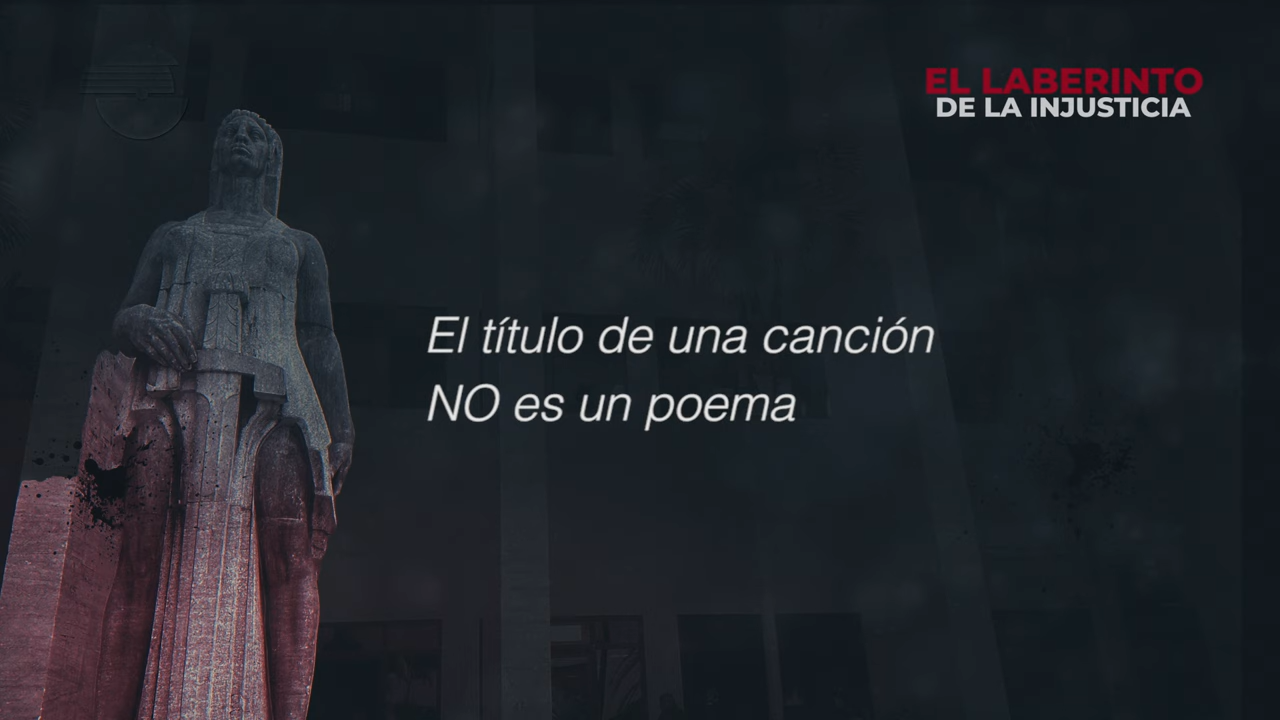 EL LABERINTO
DE LA INJUSTICIA
El título de una canción
NO es un poema